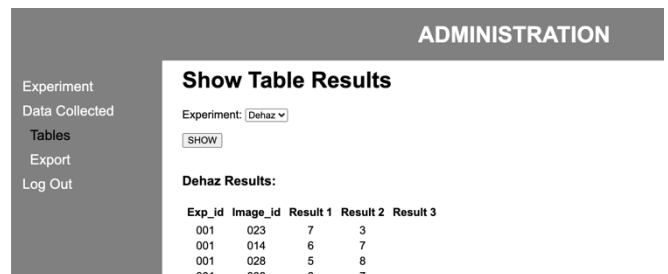 ADMINISTRATION
Experiment
Data Collected
Tables
Export
Log Out
Show Table Results
Experiment: Dehaz
SHOW
Dehaz Results:
Exp_id Image_id Result 1 Result 2 Result 3
001 023 7 3
001 014 6 7
001 028 5 8